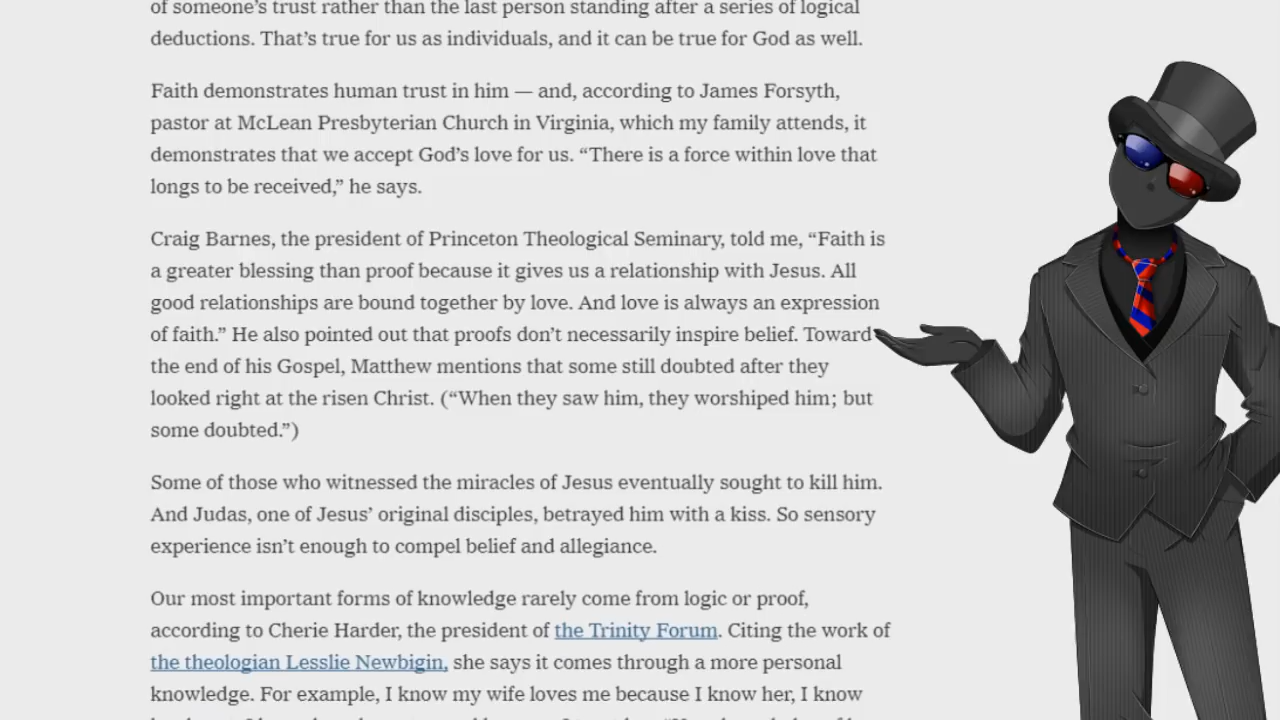 of someone’s trust rather than the last person standing after a series of logical
deductions. That’s true for us as individuals, and it can be true for God as well.
Faith demonstrates human trust in him — and, according to James Forsyth,
pastor at McLean Presbyterian Church in Virginia, which my family attends, it
demonstrates that we accept God’s love for us. “There is a force within love that
longs to be received,” he says.
Craig Barnes, the president of Princeton Theological Seminary, told me, “Faith is
a greater blessing than proof because it gives us a relationship with Jesus. All
good relationships are bound together by love. And love is always an expression
of faith.” He also pointed out that proofs don’t necessarily inspire belief. Toward
the end of his Gospel, Matthew mentions that some still doubted after they
looked right at the risen Christ. (“When they saw him, they worshiped him; but
some doubted.”)
Some of those who witnessed the miracles of Jesus eventually sought to kill him.
And Judas, one of Jesus’ original disciples, betrayed him with a kiss. So sensory
experience isn’t enough to compel belief and allegiance.
Our most important forms of knowledge rarely come from logic or proof,
according to Cherie Harder, the president of the Trinity Forum. Citing the work of
the theologian Lesslie Newbigin, she says it comes through a more personal
knowledge. For example, I know my wife loves me because I know her, I know